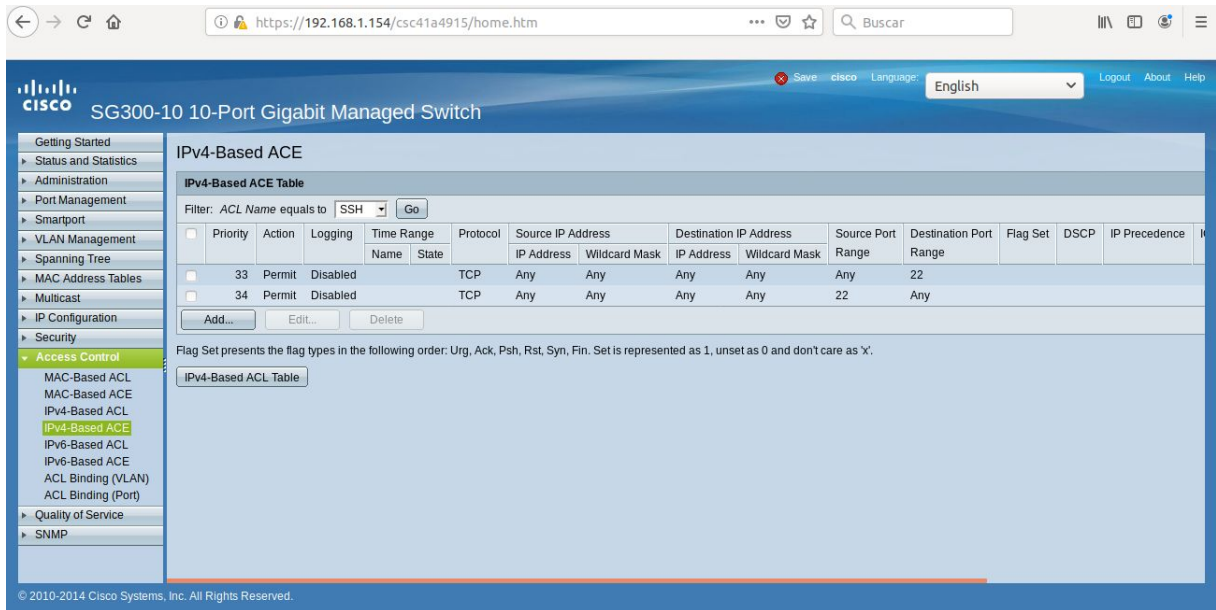 https://192.168.1.154/csc41a4915/home.htm
Buscar
Save cisco Language: English Logout About Help
CISCO
SG300-10 10-Port Gigabit Managed Switch
Getting Started
Status and Statistics
Administration
Port Management
Smartport
VLAN Management
Spanning Tree
MAC Address Tables
Multicast
IP Configuration
Security
Access Control
MAC-Based ACL
MAC-Based ACE
IPv4-Based ACL
IPv4-Based ACE
IPv6-Based ACL
IPv6-Based ACE
ACL Binding (VLAN)
ACL Binding (Port)
Quality of Service
SNMP
IPv4-Based ACE
IPv4-Based ACE Table
Filter: ACL Name equals to SSH Go
Priority Action Logging Time Range Protocol Source IP Address Destination IP Address Source Port Range Destination Port Range Flag Set DSCP IP Precedence
Name State IP Address Wildcard Mask IP Address Wildcard Mask
33 Permit Disabled TCP Any Any Any Any Any 22
34 Permit Disabled TCP Any Any Any Any 22 Any
Add... Edit... Delete
Flag Set presents the flag types in the following order: Urg, Ack, Psh, Rst, Syn, Fin. Set is represented as 1, unset as 0 and don't care as 'x'.
IPv4-Based ACL Table
© 2010-2014 Cisco Systems, Inc. All Rights Reserved.